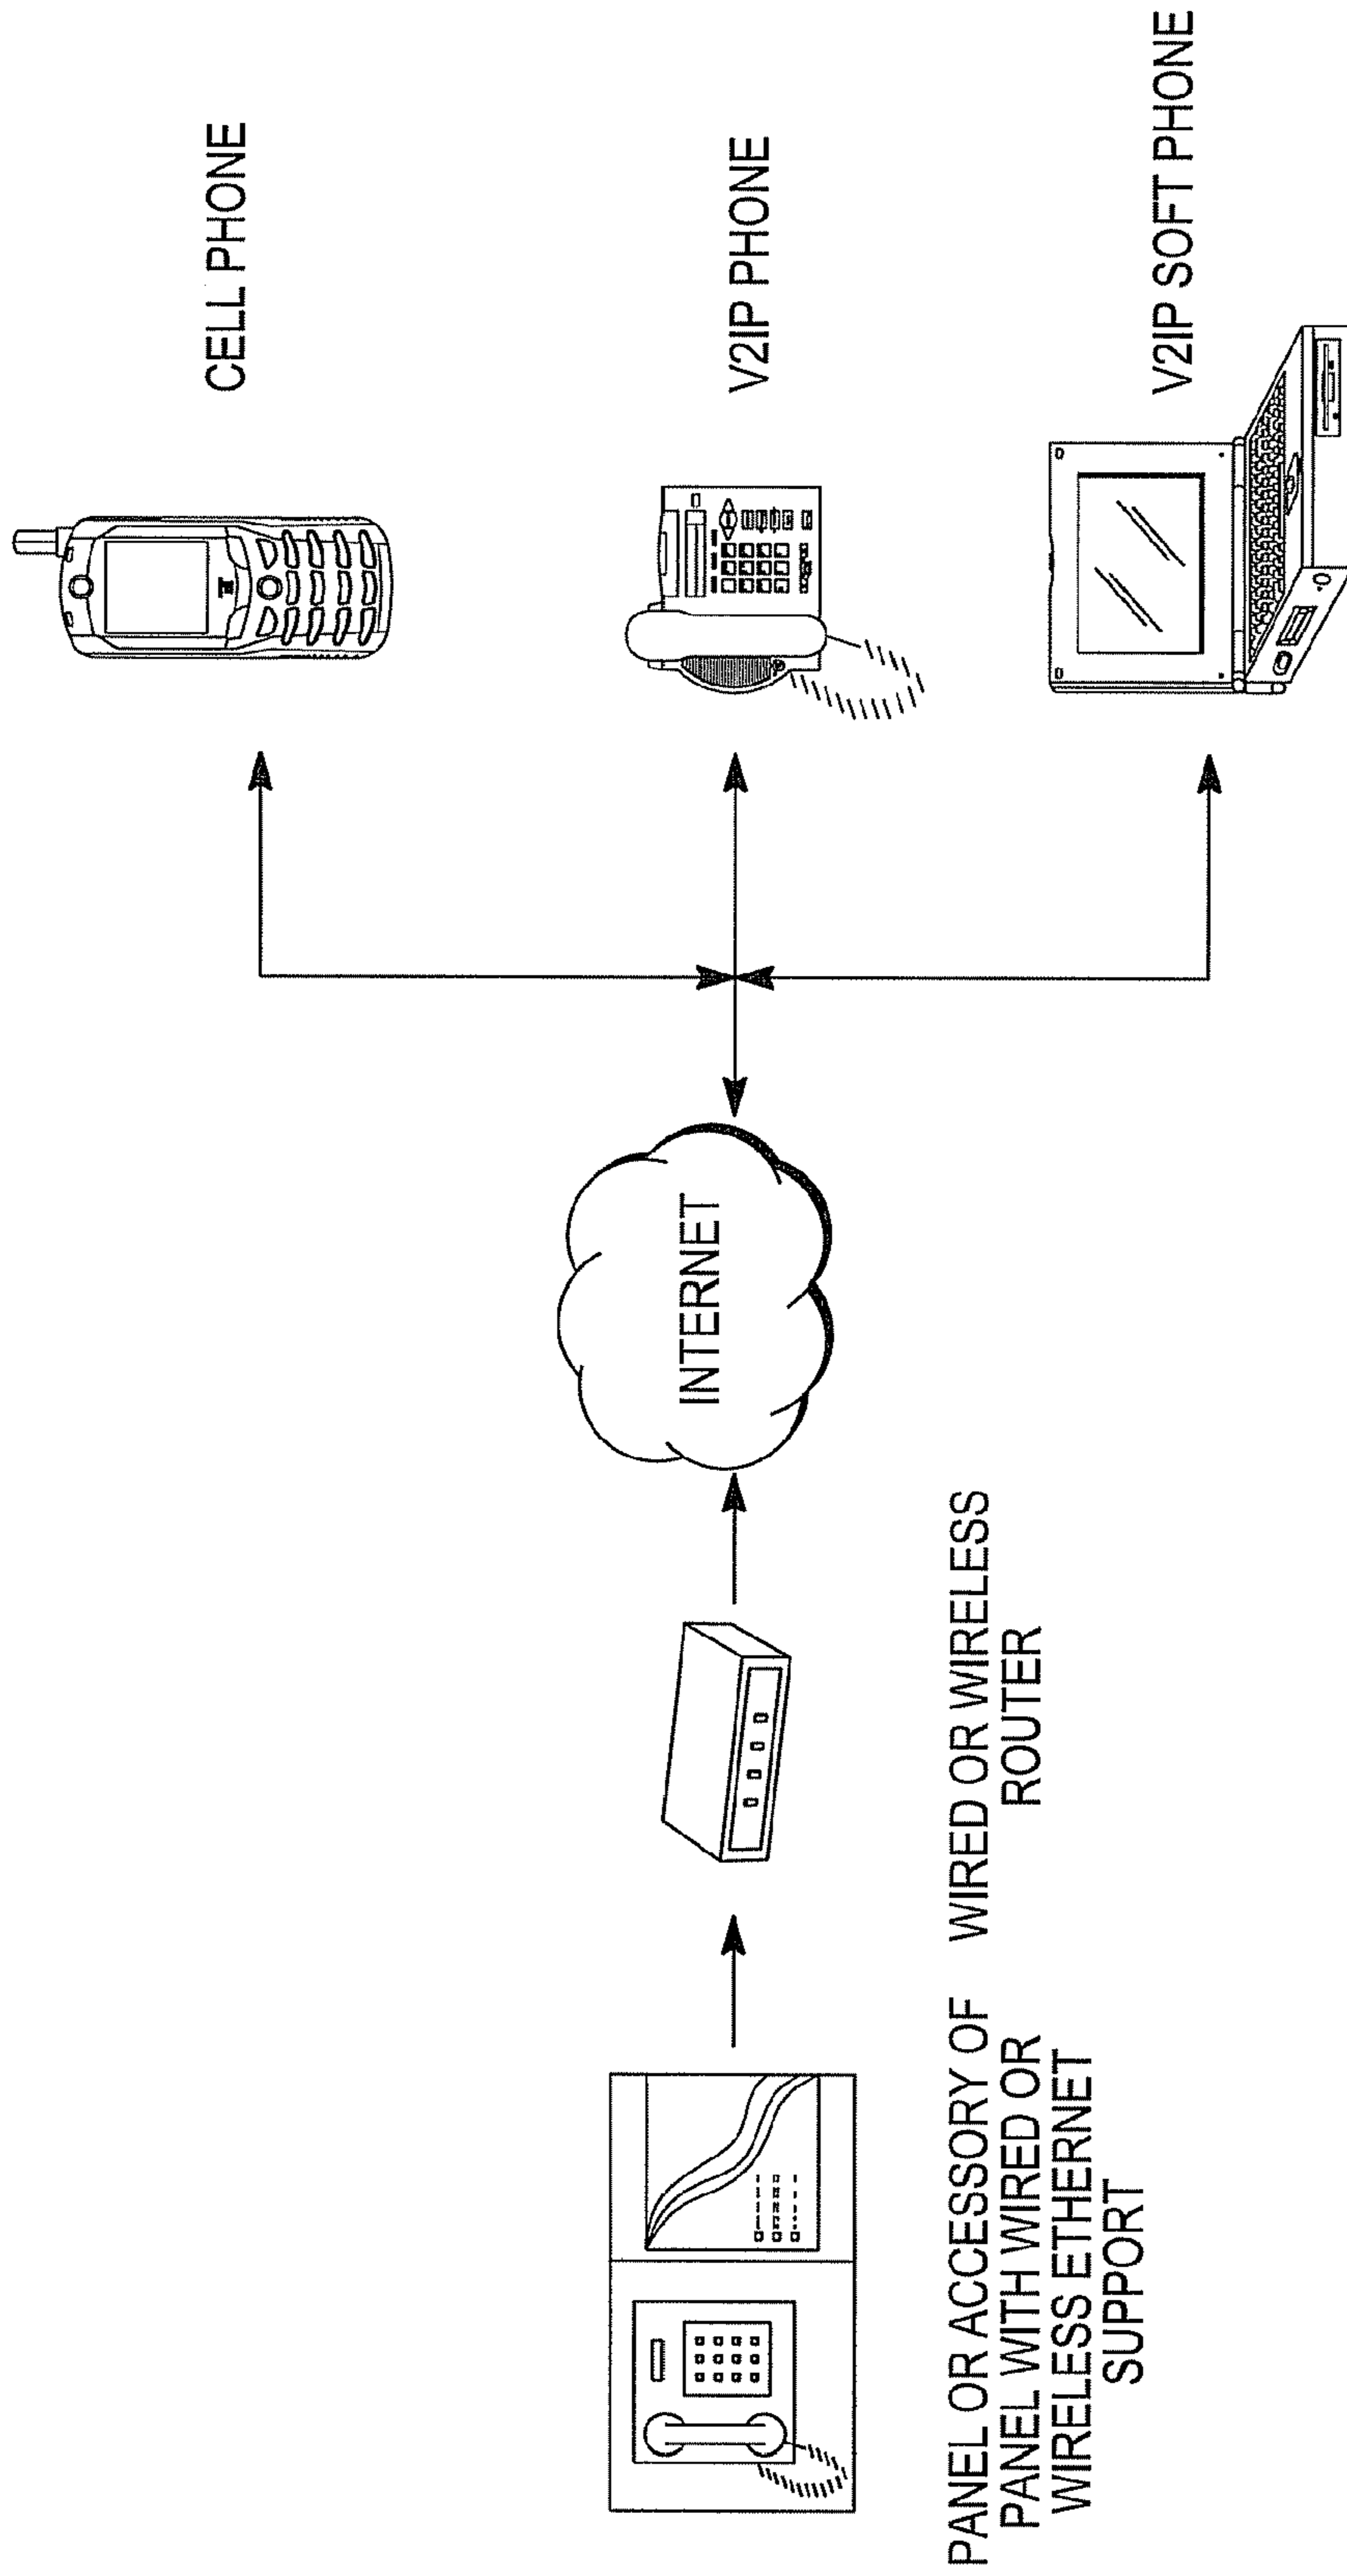 CELL PHONE
V2IP PHONE
V2IP SOFT PHONE
INTERNET
WIRED OR WIRELESS
ROUTER
PANEL OR ACCESSORY OF
PANEL WITH WIRED OR
WIRELESS ETHERNET
SUPPORT